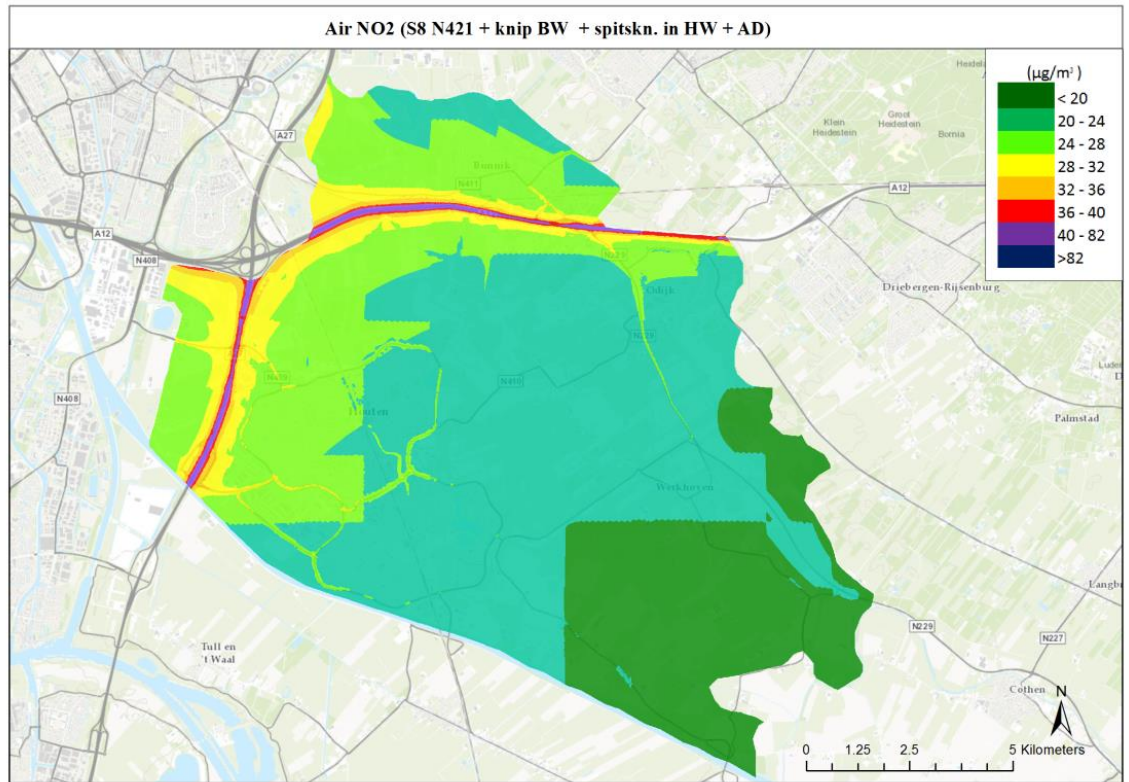 Air NO2 (S8 N421 + knip BW + spitskn. in HW + AD)
(µg/m³)
< 20
20 - 24
24 - 28
28 - 32
32 - 36
36 - 40
40 - 82
>82
Klein
Heidestein
Groot
Heidestein
Bornia
A27
Bunnik
N411
A12
A12
N408
N229
Driebergen-Rijsenburg
Odijk
N229
N410
N410
Houten
N408
Palmstad
Werkhoven
Tull en
't Waal
N229
N227
Cothen
N
0 1.25 2.5 5 Kilometers